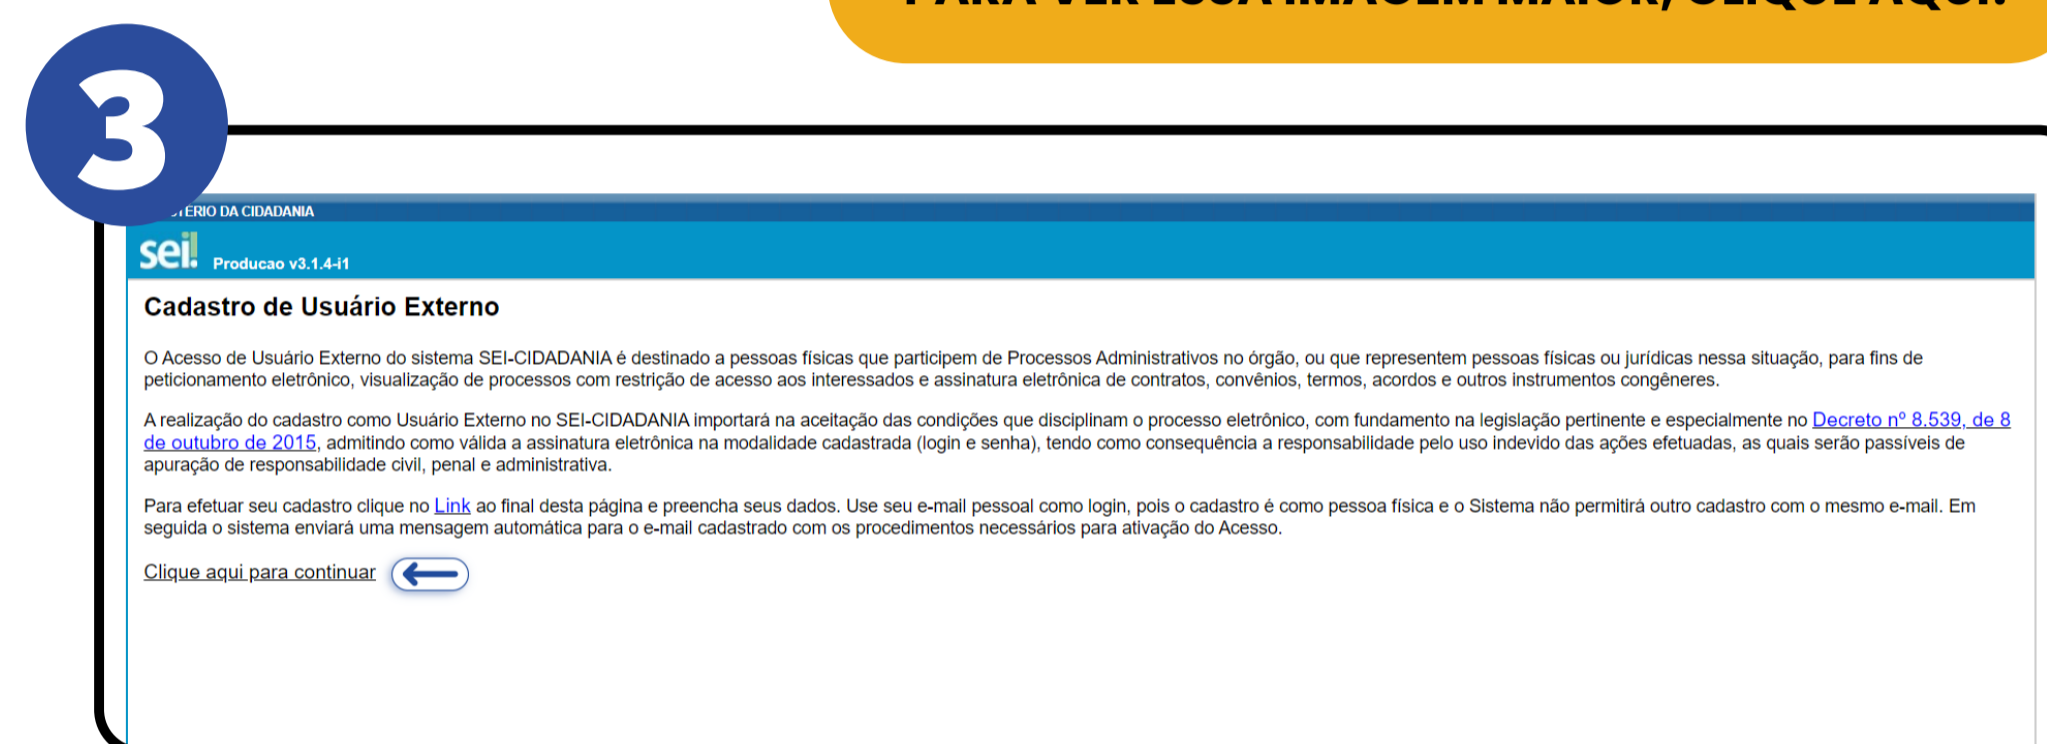 PARA VER ESSA IMAGEM MAIOR, CLIQUE AQUI!
3
TÉRIO DA CIDADANIA
sei! Producao v3.1.4-i1
Cadastro de Usuário Externo
O Acesso de Usuário Externo do sistema SEI-CIDADANIA é destinado a pessoas físicas que participem de Processos Administrativos no órgão, ou que representem pessoas físicas ou jurídicas nessa situação, para fins de
peticionamento eletrônico, visualização de processos com restrição de acesso aos interessados e assinatura eletrônica de contratos, convênios, termos, acordos e outros instrumentos congêneres.
A realização do cadastro como Usuário Externo no SEI-CIDADANIA importará na aceitação das condições que disciplinam o processo eletrônico, com fundamento na legislação pertinente e especialmente no Decreto nº 8.539, de 8
de outubro de 2015, admitindo como válida a assinatura eletrônica na modalidade cadastrada (login e senha), tendo como consequência a responsabilidade pelo uso indevido das ações efetuadas, as quais serão passíveis de
apuração de responsabilidade civil, penal e administrativa.
Para efetuar seu cadastro clique no Link ao final desta página e preencha seus dados. Use seu e-mail pessoal como login, pois o cadastro é como pessoa física e o Sistema não permitirá outro cadastro com o mesmo e-mail. Em
seguida o sistema enviará uma mensagem automática para o e-mail cadastrado com os procedimentos necessários para ativação do Acesso.
Clique aqui para continuar